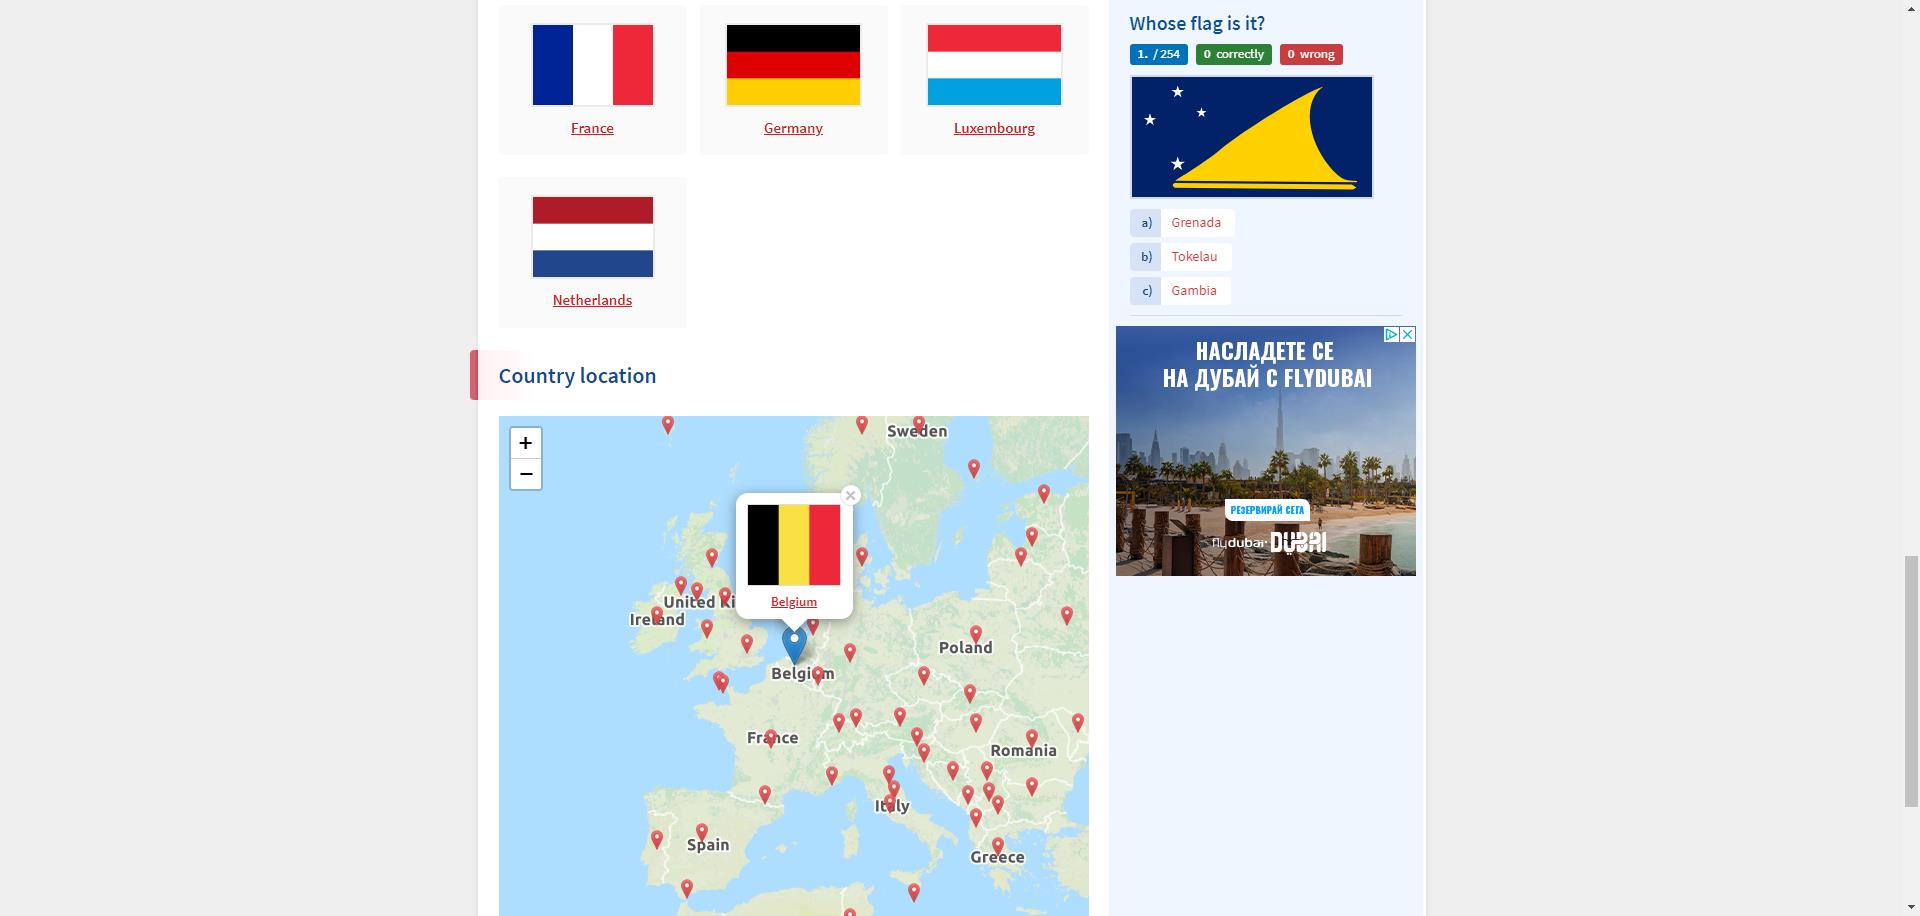 France
Germany
Luxembourg
Netherlands
Country location
+
−
Sweden
×
Belgium
United Ki
Ireland
Poland
Belgium
France
Romania
Italy
Spain
Greece
Whose flag is it?
1. / 254
0 correctly
0 wrong
a) Grenada
b) Tokelau
c) Gambia
НАСЛАДЕТЕ СЕ
НА ДУБАЙ С FLYDUBAI
РЕЗЕРВИРАЙ СЕГА
flydubai DUBAI